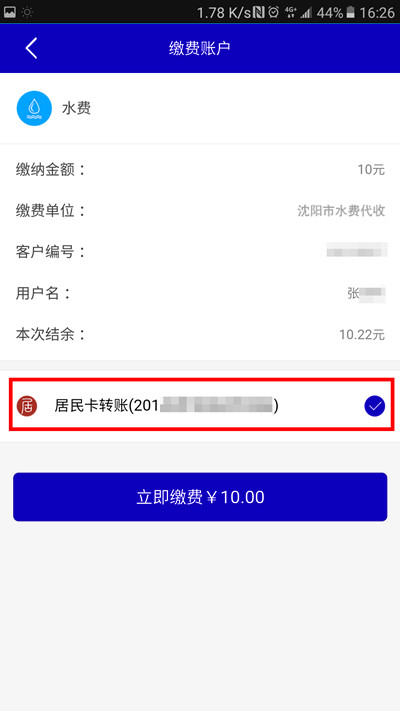 1.78 K/s 4G+ 44% 16:26
缴费账户
水费
缴纳金额： 10元
缴费单位： 沈阳市水费代收
客户编号：
用户名： 张
本次结余： 10.22元
居 居民卡转账(201 )
立即缴费￥10.00